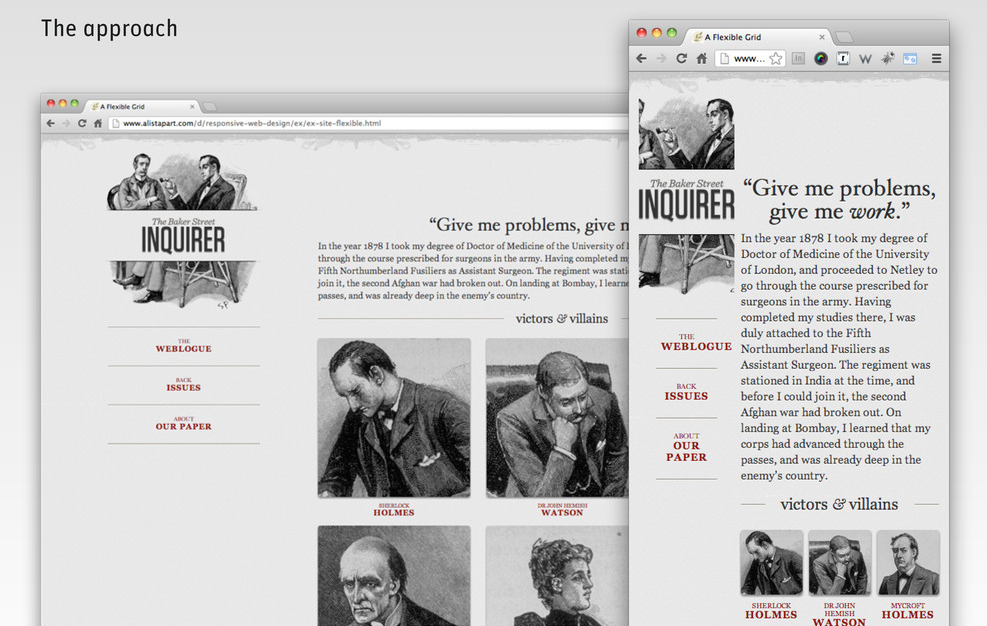 The approach
A Flexible Grid
www.alistapart.com/d/responsive-web-design/ex/ex-site-flexible.html
The Baker Street
INQUIRER
THE
WEBLOGUE
BACK
ISSUES
ABOUT
OUR PAPER
“Give me problems, give n
In the year 1878 I took my degree of Doctor of Medicine of the University of
through the course prescribed for surgeons in the army. Having completed m
Fifth Northumberland Fusiliers as Assistant Surgeon. The regiment was stati
before I could join it, the second Afghan war had broken out. On landing at Bombay, I learne
passes, and was already deep in the enemy’s country.
victors & villains
SHERLOCK
HOLMES
DR JOHN HEMISH
WATSON
A Flexible Grid
www...
The Baker Street
INQUIRER
THE
WEBLOGUE
BACK
ISSUES
ABOUT
OUR
PAPER
“Give me problems,
give me work.”
In the year 1878 I took my degree of
Doctor of Medicine of the University
of London, and proceeded to Netley to
go through the course prescribed for
surgeons in the army. Having
completed my studies there, I was
duly attached to the Fifth
Northumberland Fusiliers as
Assistant Surgeon. The regiment was
stationed in India at the time, and
before I could join it, the second
Afghan war had broken out. On
landing at Bombay, I learned that my
corps had advanced through the
passes, and was already deep in the
enemy’s country.
victors & villains
SHERLOCK
HOLMES
DR JOHN
HEMISH
WATSON
MYCROFT
HOLMES